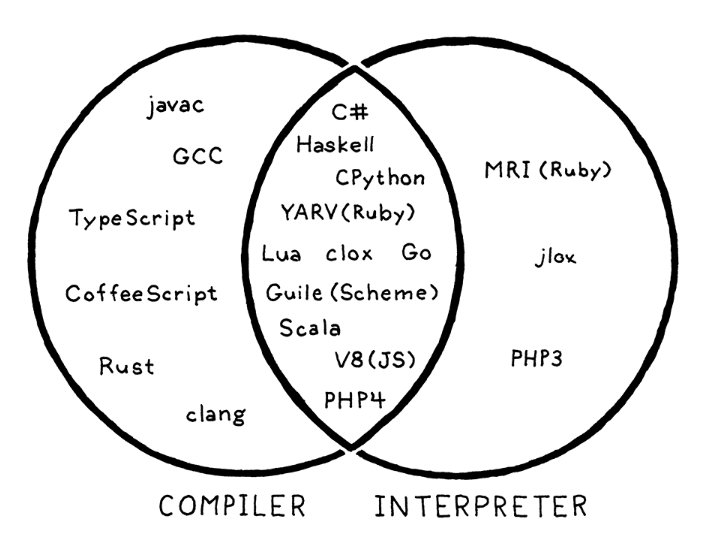 javac
GCC
TypeScript
CoffeeScript
Rust
clang
C#
Haskell
CPython
YARV(Ruby)
Lua clox Go
Guile (Scheme)
Scala
V8(JS)
PHP4
MRI (Ruby)
jlox
PHP3
COMPILER INTERPRETER